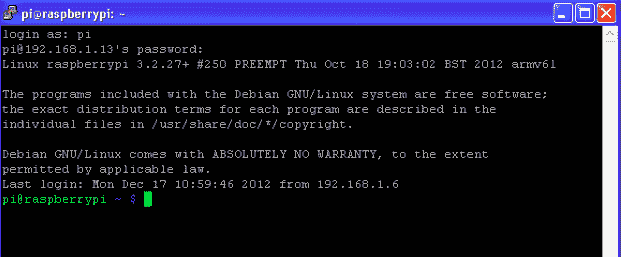 pi@raspberrypi: ~
login as: pi
pi@192.168.1.13's password:
Linux raspberrypi 3.2.27+ #250 PREEMPT Thu Oct 18 19:03:02 BST 2012 armv6l

The programs included with the Debian GNU/Linux system are free software;
the exact distribution terms for each program are described in the
individual files in /usr/share/doc/*/copyright.

Debian GNU/Linux comes with ABSOLUTELY NO WARRANTY, to the extent
permitted by applicable law.
Last login: Mon Dec 17 10:59:46 2012 from 192.168.1.6
pi@raspberrypi ~ $